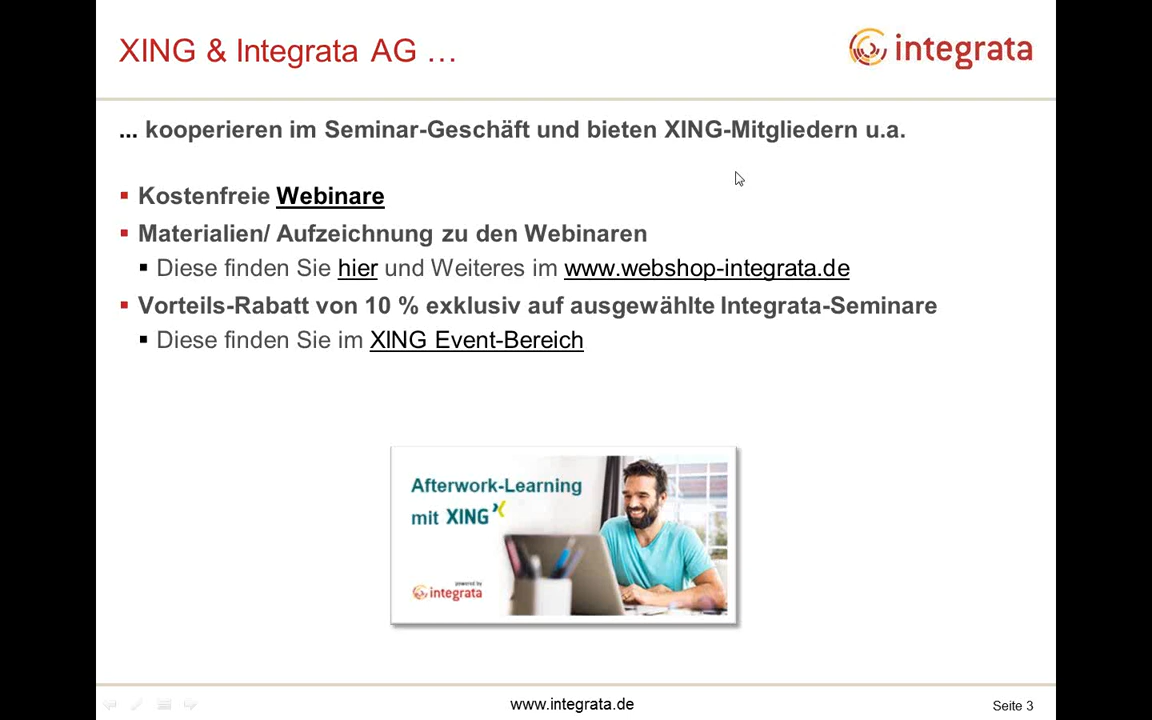 XING & Integrata AG …
integrata
... kooperieren im Seminar-Geschäft und bieten XING-Mitgliedern u.a.
Kostenfreie Webinare
Materialien/ Aufzeichnung zu den Webinaren
Diese finden Sie hier und Weiteres im www.webshop-integrata.de
Vorteils-Rabatt von 10 % exklusiv auf ausgewählte Integrata-Seminare
Diese finden Sie im XING Event-Bereich
Afterwork-Learning
mit XING
powered by
integrata
www.integrata.de
Seite 3